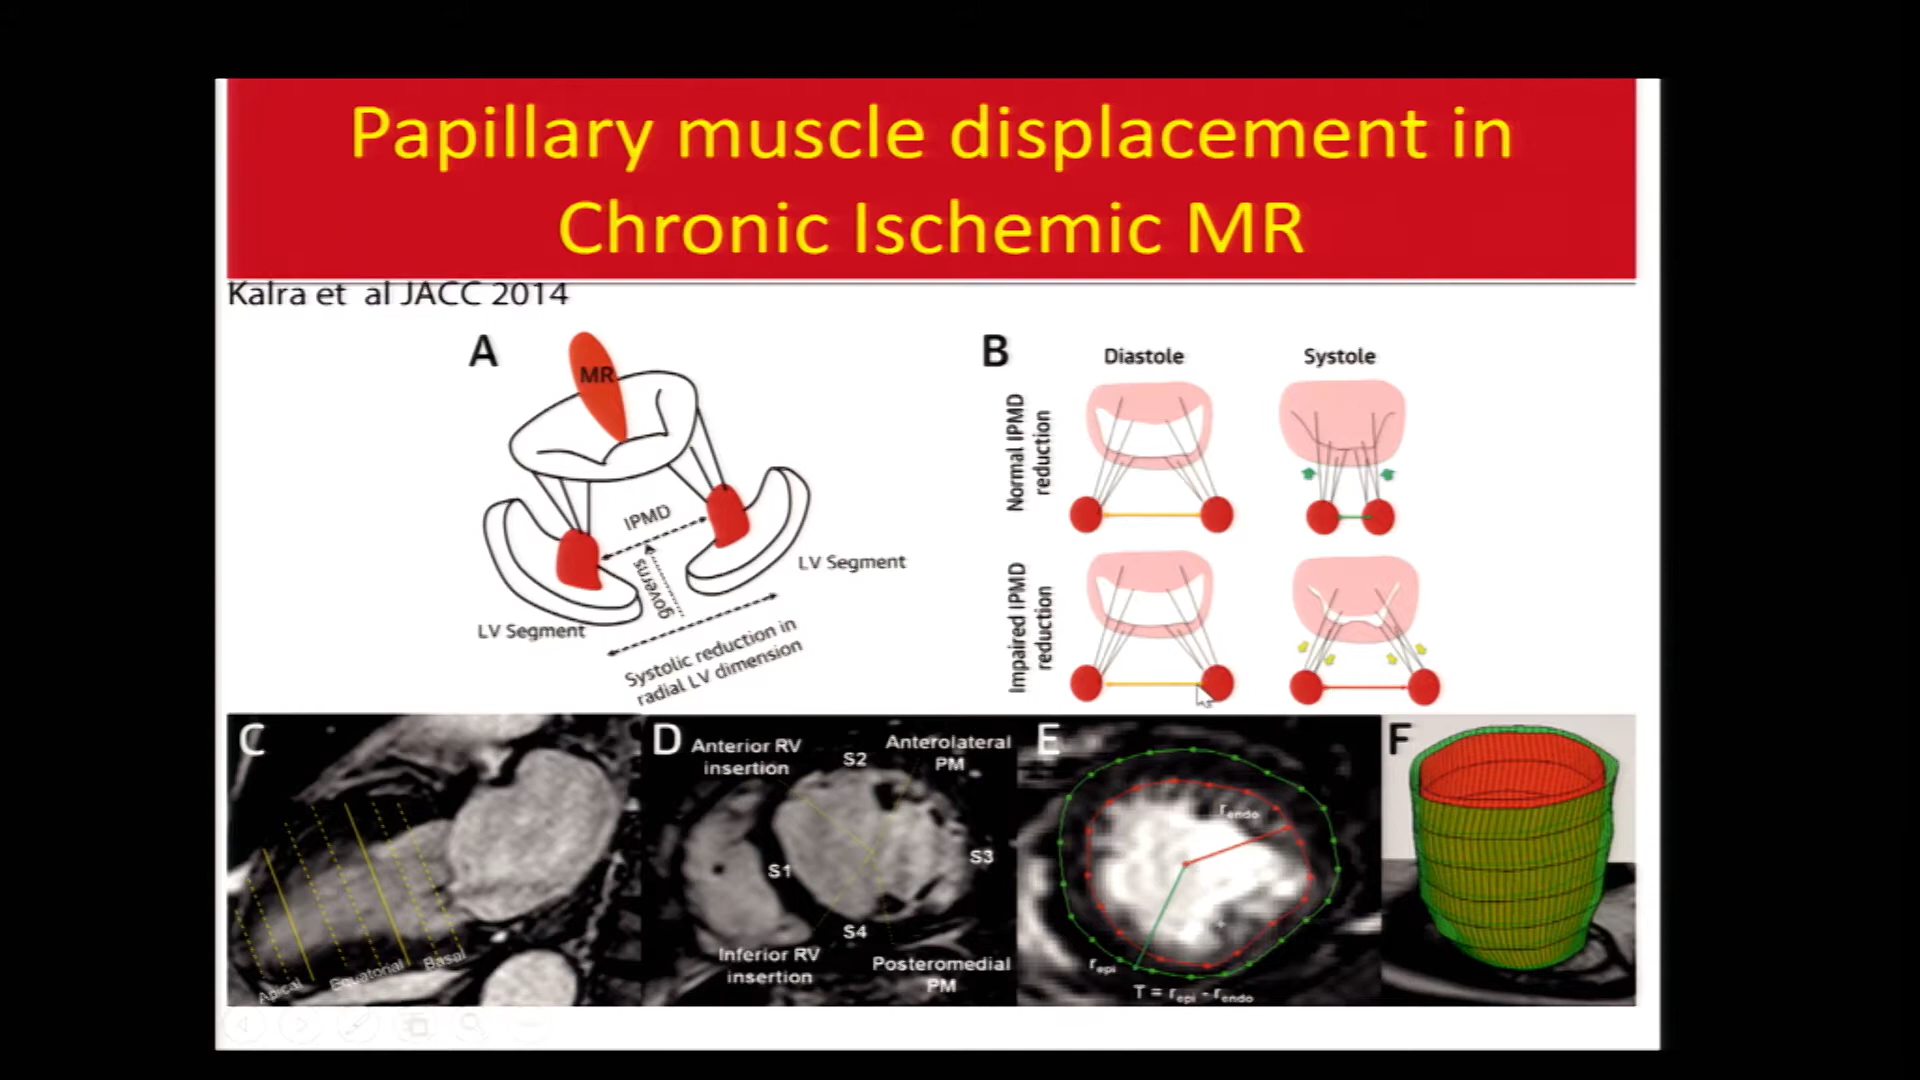 Papillary muscle displacement in
Chronic Ischemic MR
Kalra et al JACC 2014
A
MR
IPMD
governs
LV Segment
LV Segment
Systolic reduction in
radial LV dimension
B
Diastole
Systole
Normal IPMD
reduction
Impaired IPMD
reduction
C
Apical
Equatorial
Basal
D
Anterior RV
insertion
S2
Anterolateral
PM
S1
S3
S4
Inferior RV
insertion
Posteromedial
PM
E
r_endo
r_epi
T = r_epi - r_endo
F